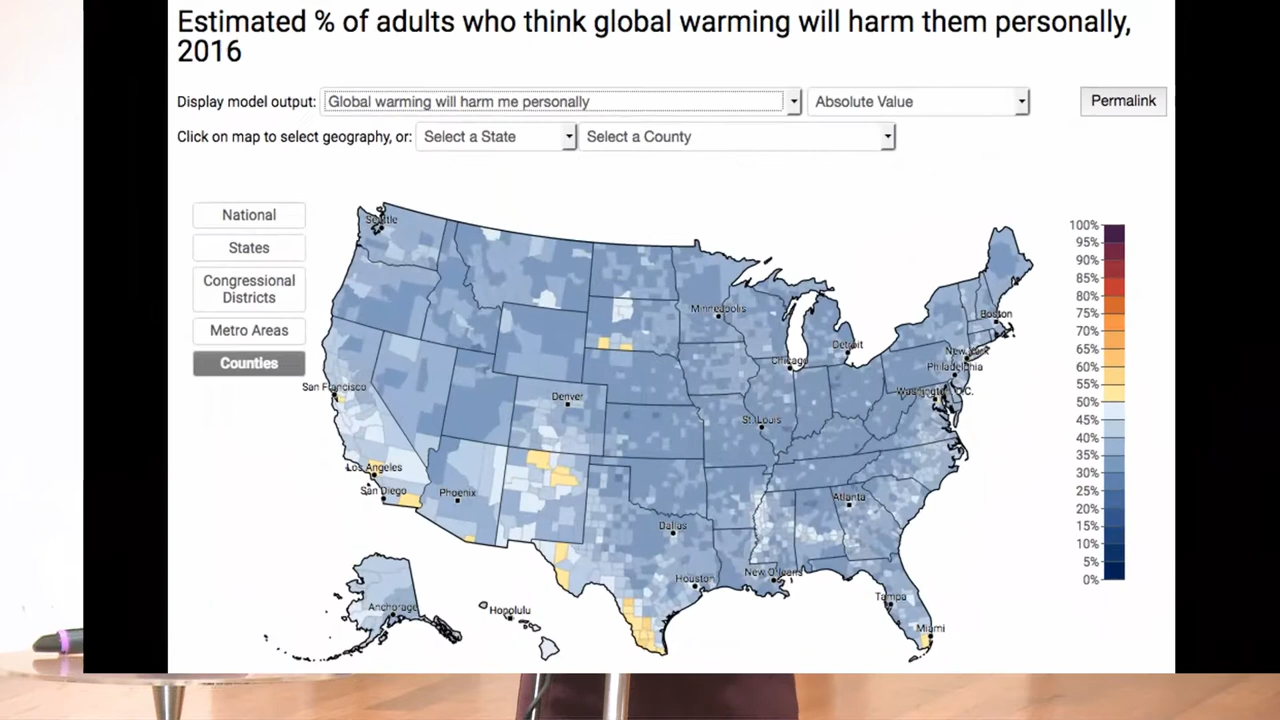 Estimated % of adults who think global warming will harm them personally,
2016
Display model output: Global warming will harm me personally Absolute Value Permalink
Click on map to select geography, or: Select a State Select a County
National
States
Congressional
Districts
Metro Areas
Counties
Seattle
Minneapolis
Boston
Detroit
New York
Chicago
Philadelphia
San Francisco
Denver
Washington D.C.
St. Louis
Los Angeles
San Diego
Phoenix
Atlanta
Dallas
New Orleans
Houston
Tampa
Anchorage
Honolulu
Miami
100%
95%
90%
85%
80%
75%
70%
65%
60%
55%
50%
45%
40%
35%
30%
25%
20%
15%
10%
5%
0%